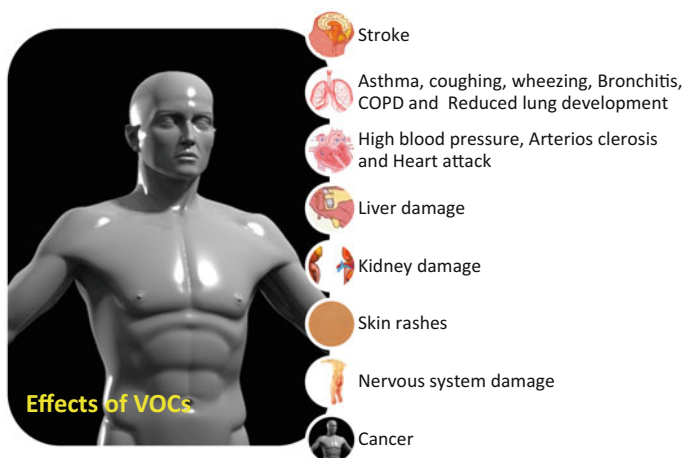 Stroke
Asthma, coughing, wheezing, Bronchitis,
COPD and Reduced lung development
High blood pressure, Arterios clerosis
and Heart attack
Liver damage
Kidney damage
Skin rashes
Nervous system damage
Effects of VOCs
Cancer